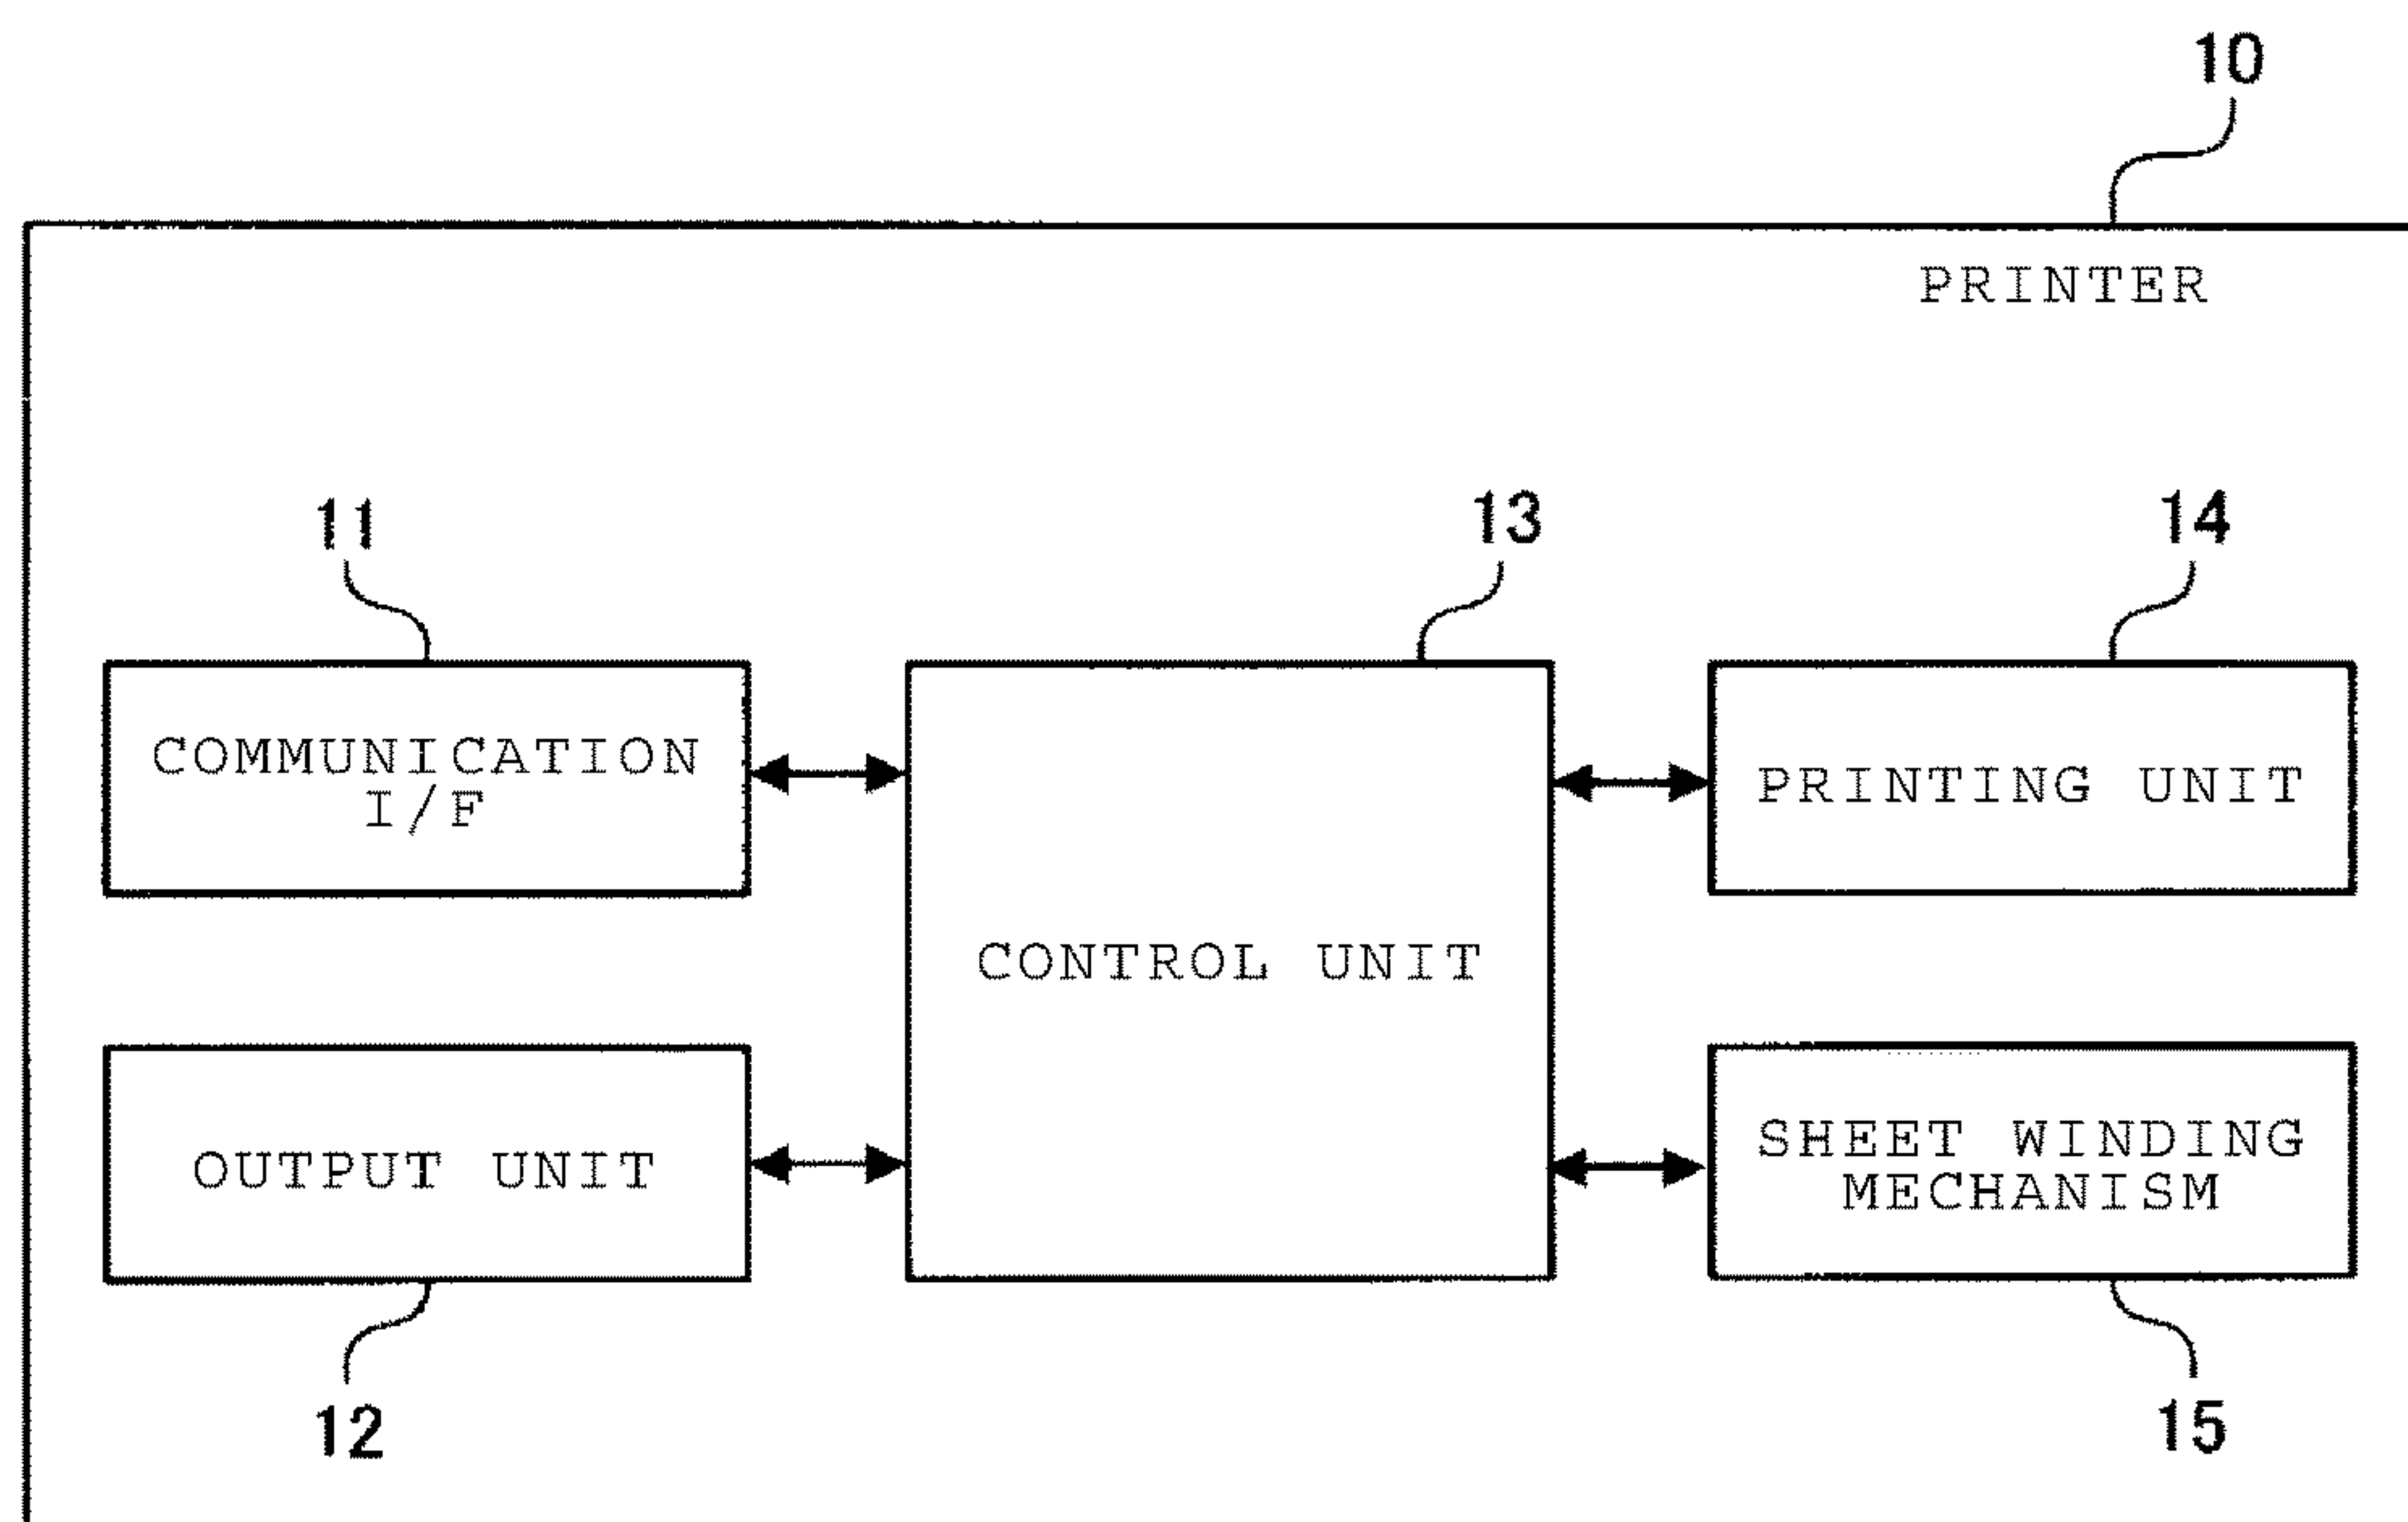 10
PRINTER
11
13
14
COMMUNICATION
I/F
CONTROL UNIT
PRINTING UNIT
OUTPUT UNIT
SHEET WINDING
MECHANISM
12
15